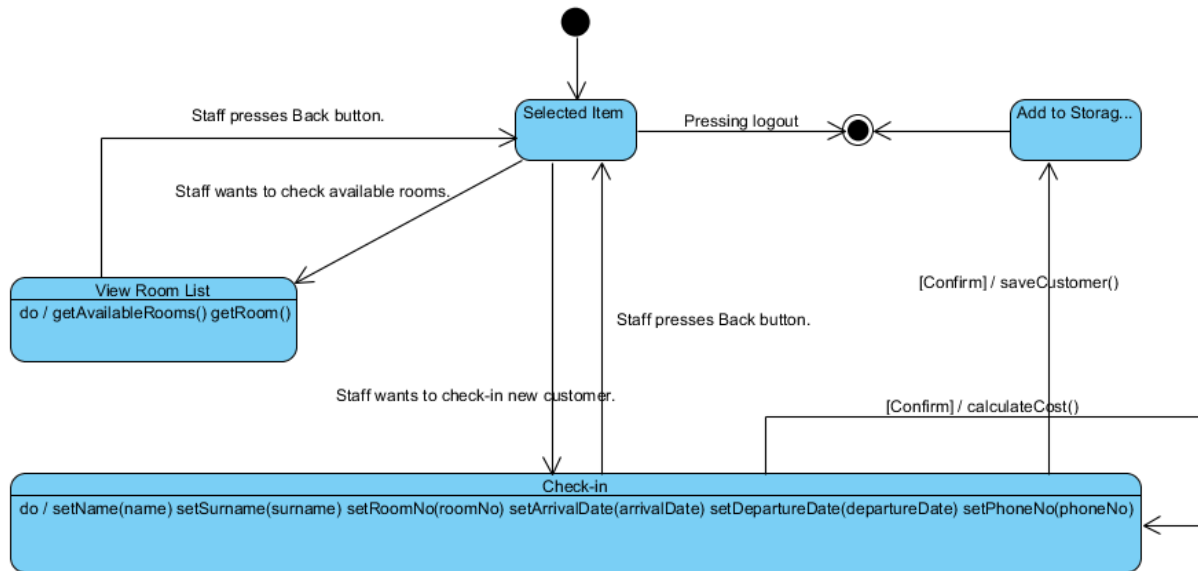 Selected Item
Pressing logout
Add to Storag...
Staff presses Back button.
Staff wants to check available rooms.
View Room List
do / getAvailableRooms() getRoom()
[Confirm] / saveCustomer()
Staff presses Back button.
Staff wants to check-in new customer.
[Confirm] / calculateCost()
Check-in
do / setName(name) setSurname(surname) setRoomNo(roomNo) setArrivalDate(arrivalDate) setDepartureDate(departureDate) setPhoneNo(phoneNo)